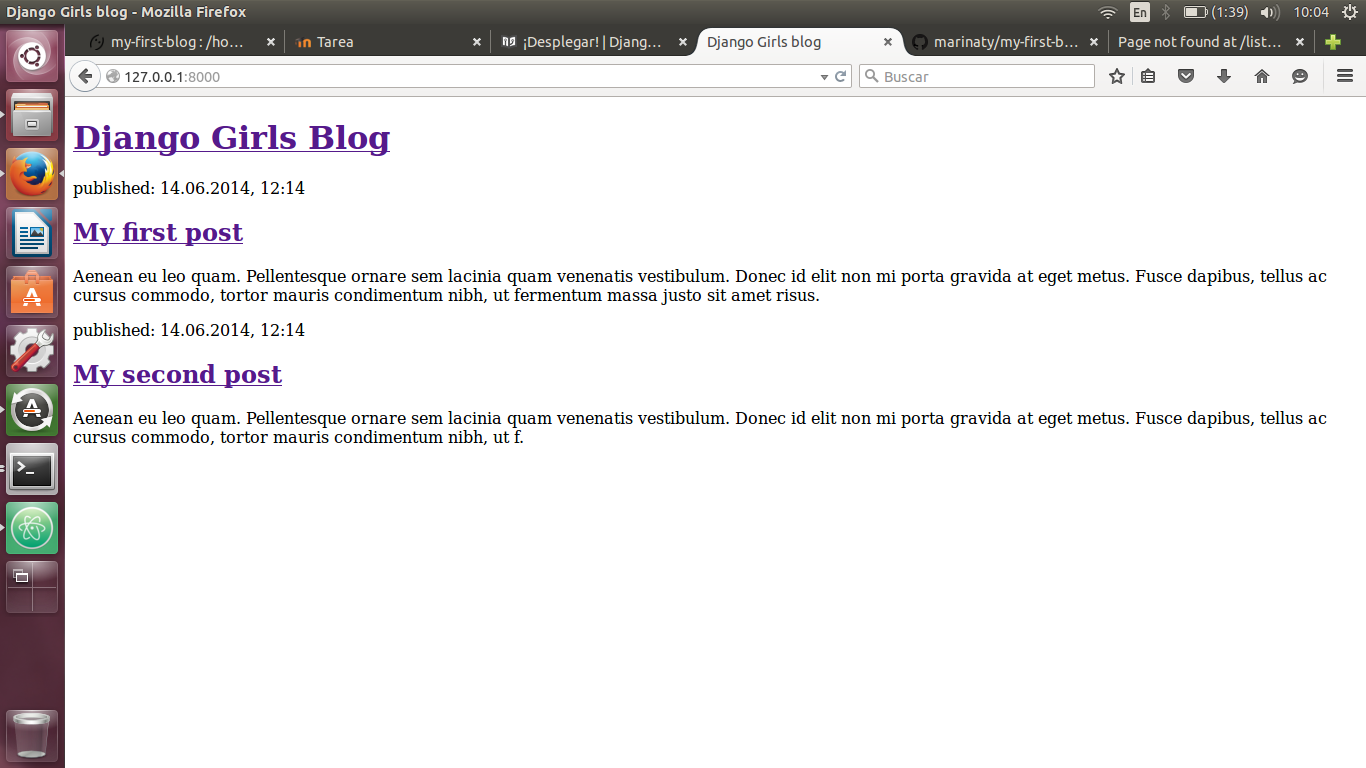 Django Girls blog - Mozilla Firefox
En
(1:39)
10:04
my-first-blog : /ho...
Tarea
¡Desplegar! | Djang...
Django Girls blog
marinaty/my-first-b...
Page not found at /list...
127.0.0.1:8000
Buscar
Django Girls Blog
published: 14.06.2014, 12:14
My first post
Aenean eu leo quam. Pellentesque ornare sem lacinia quam venenatis vestibulum. Donec id elit non mi porta gravida at eget metus. Fusce dapibus, tellus ac
cursus commodo, tortor mauris condimentum nibh, ut fermentum massa justo sit amet risus.
published: 14.06.2014, 12:14
My second post
Aenean eu leo quam. Pellentesque ornare sem lacinia quam venenatis vestibulum. Donec id elit non mi porta gravida at eget metus. Fusce dapibus, tellus ac
cursus commodo, tortor mauris condimentum nibh, ut f.